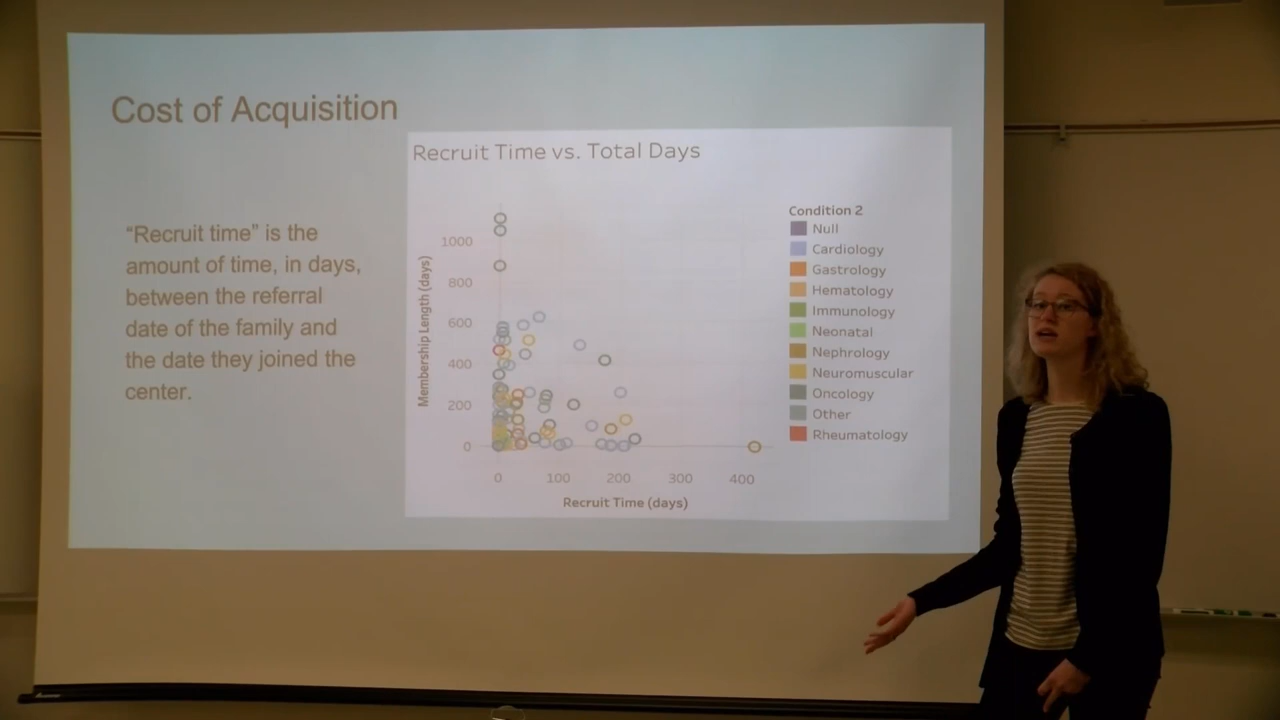 Cost of Acquisition
"Recruit time" is the
amount of time, in days,
between the referral
date of the family and
the date they joined the
center.
Recruit Time vs. Total Days
Membership Length (days)
1000
800
600
400
200
0
0 100 200 300 400
Recruit Time (days)
Condition 2
Null
Cardiology
Gastrology
Hematology
Immunology
Neonatal
Nephrology
Neuromuscular
Oncology
Other
Rheumatology